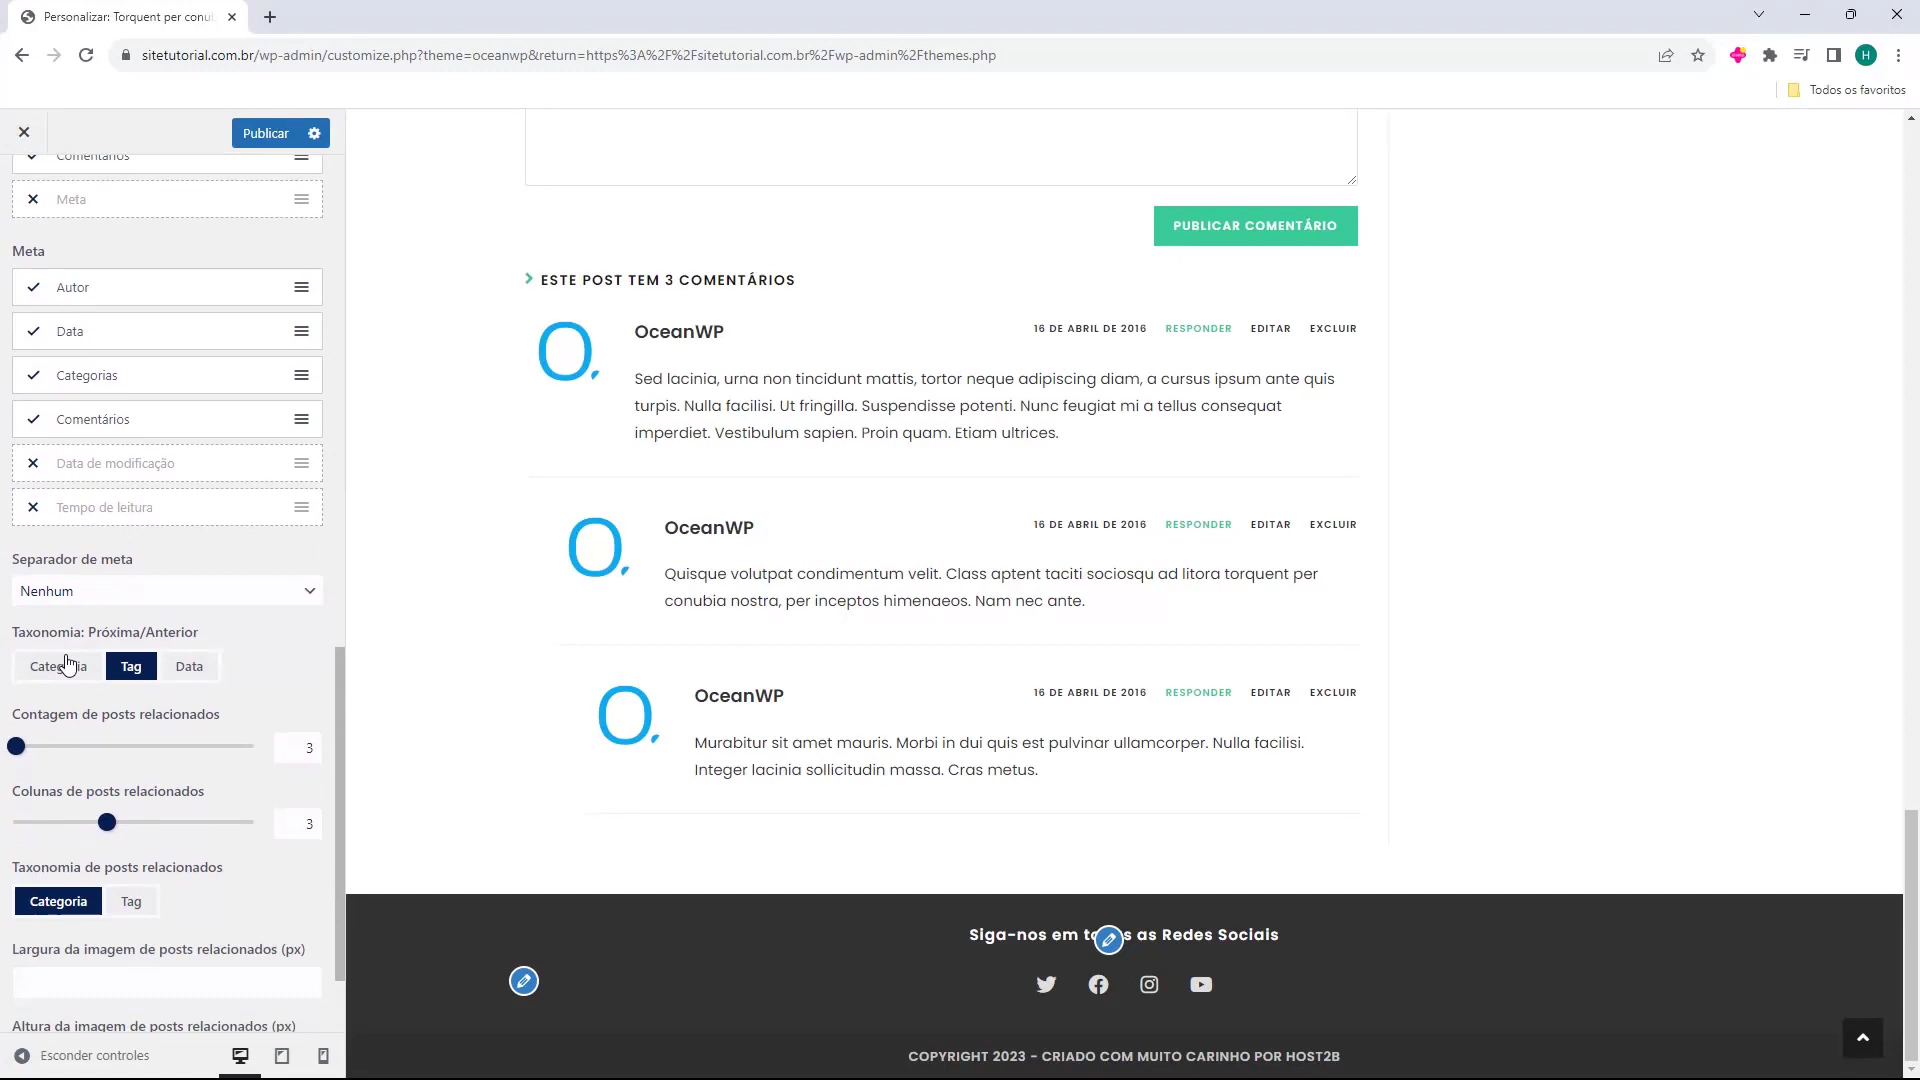 Personalizar: Torquent per conub
sitetutorial.com.br/wp-admin/customize.php?theme=oceanwp&return=https%3A%2F%2Fsitetutorial.com.br%2Fwp-admin%2Fthemes.php
H
Todos os favoritos
Publicar
Comentários
Meta
Meta
Autor
Data
Categorias
Comentários
Data de modificação
Tempo de leitura
Separador de meta
Nenhum
Taxonomia: Próxima/Anterior
Categoria Tag Data
Contagem de posts relacionados
3
Colunas de posts relacionados
3
Taxonomia de posts relacionados
Categoria Tag
Largura da imagem de posts relacionados (px)
Altura da imagem de posts relacionados (px)
Esconder controles
PUBLICAR COMENTÁRIO
ESTE POST TEM 3 COMENTÁRIOS
OceanWP 16 DE ABRIL DE 2016 RESPONDER EDITAR EXCLUIR
Sed lacinia, urna non tincidunt mattis, tortor neque adipiscing diam, a cursus ipsum ante quis
turpis. Nulla facilisi. Ut fringilla. Suspendisse potenti. Nunc feugiat mi a tellus consequat
imperdiet. Vestibulum sapien. Proin quam. Etiam ultrices.
OceanWP 16 DE ABRIL DE 2016 RESPONDER EDITAR EXCLUIR
Quisque volutpat condimentum velit. Class aptent taciti sociosqu ad litora torquent per
conubia nostra, per inceptos himenaeos. Nam nec ante.
OceanWP 16 DE ABRIL DE 2016 RESPONDER EDITAR EXCLUIR
Murabitur sit amet mauris. Morbi in dui quis est pulvinar ullamcorper. Nulla facilisi.
Integer lacinia sollicitudin massa. Cras metus.
Siga-nos em todas as Redes Sociais
COPYRIGHT 2023 - CRIADO COM MUITO CARINHO POR HOST2B